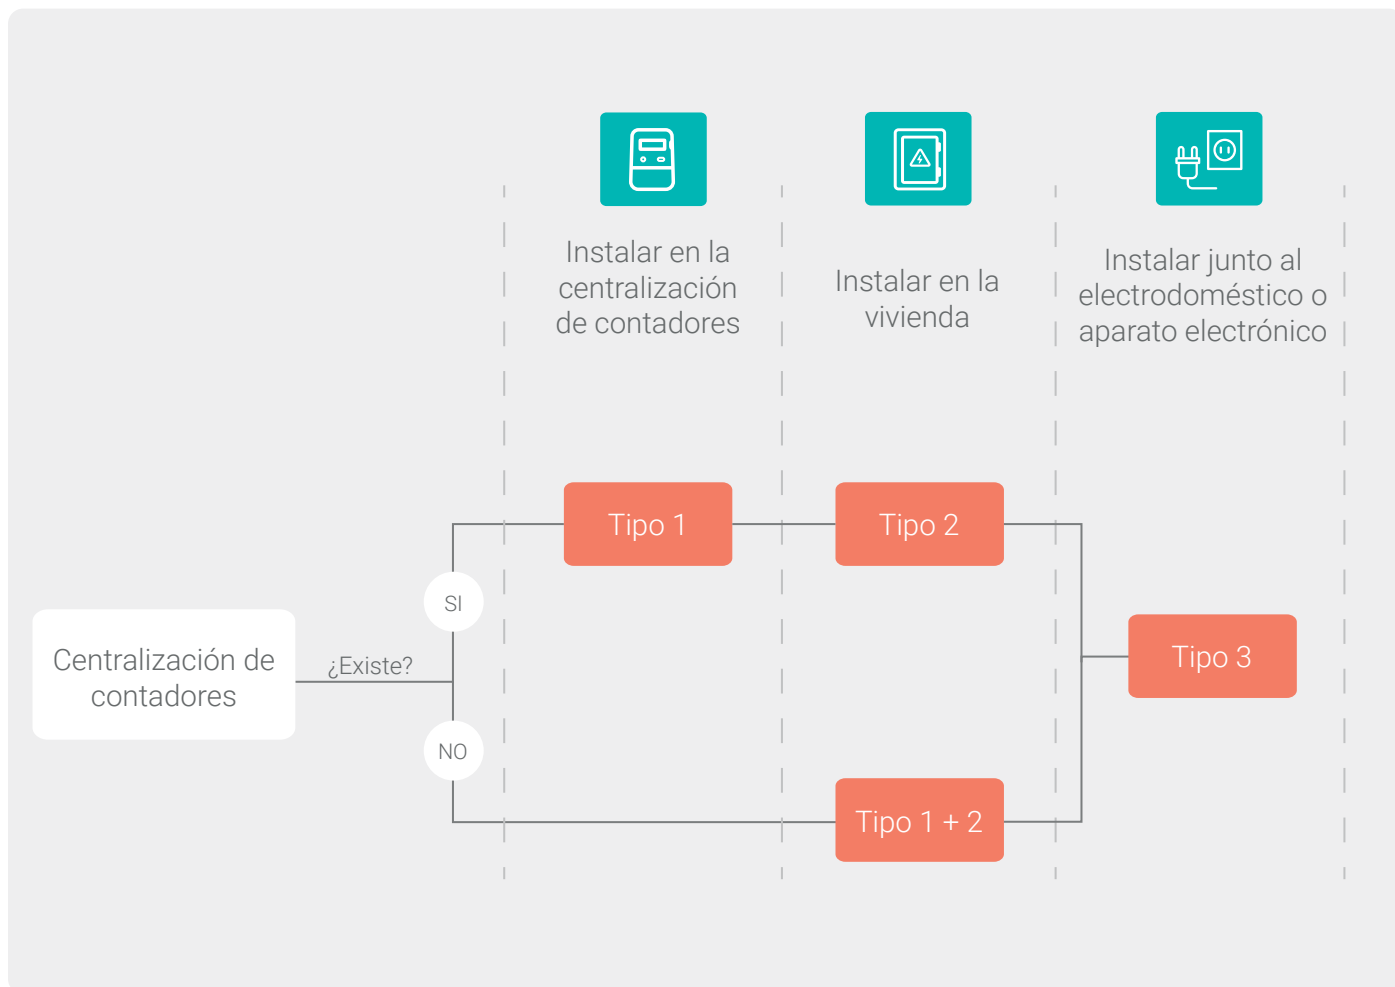 Instalar en la
centralización
de contadores
Instalar en la
vivienda
Instalar junto al
electrodoméstico o
aparato electrónico
Tipo 1
Tipo 2
SI
Centralización de
contadores
¿Existe?
Tipo 3
NO
Tipo 1 + 2